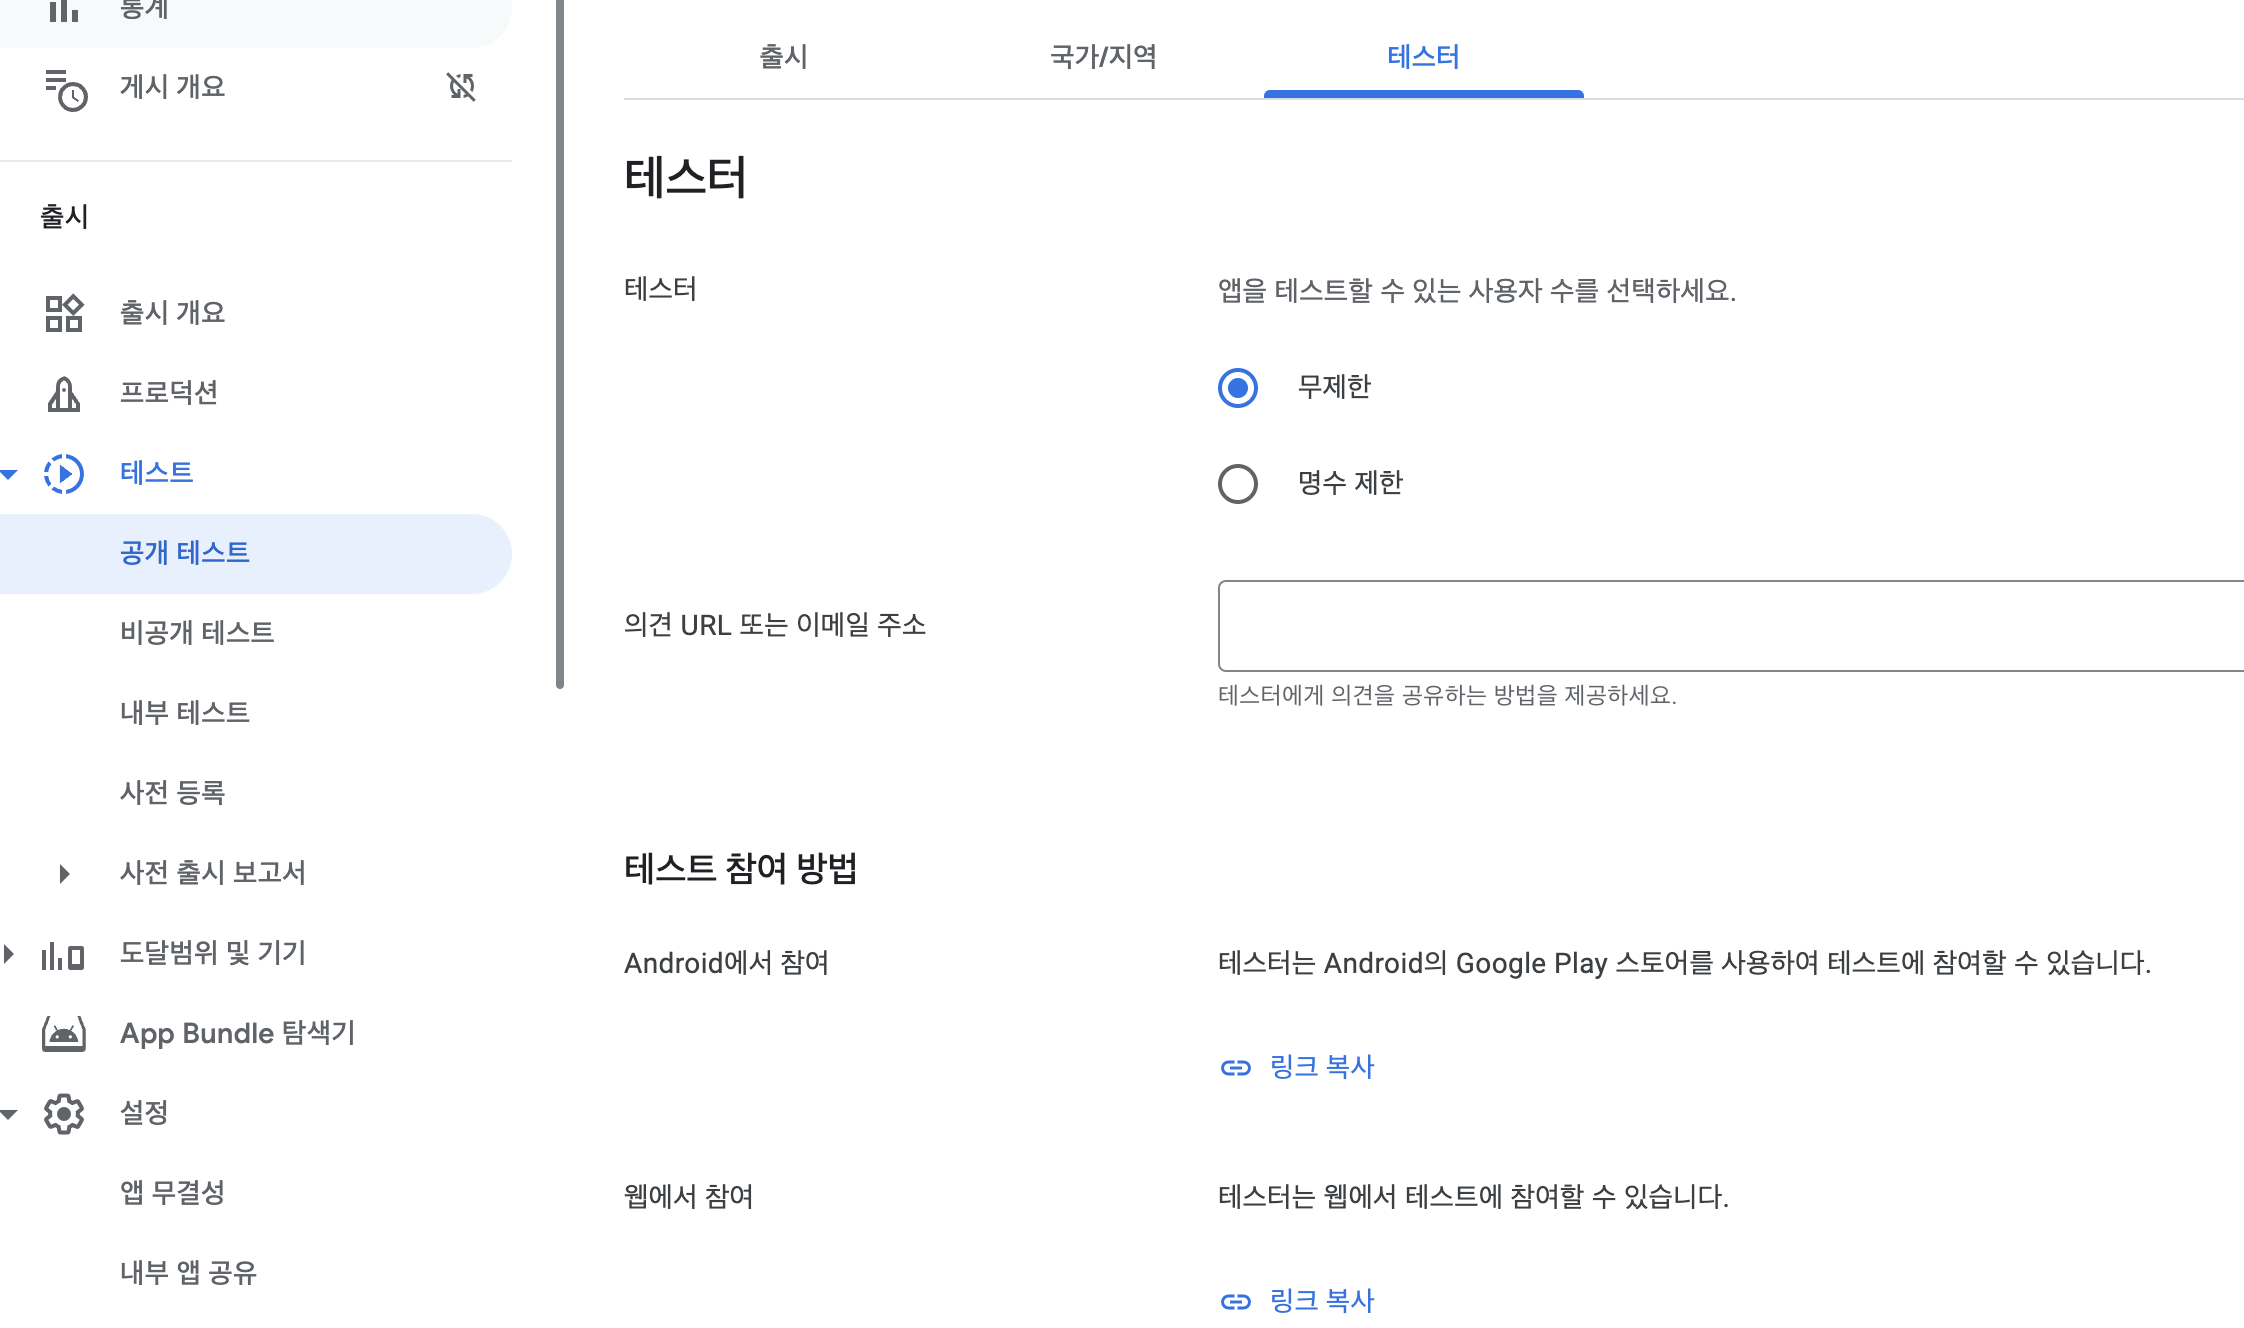 통계
게시 개요
출시
출시 개요
프로덕션
테스트
공개 테스트
비공개 테스트
내부 테스트
사전 등록
사전 출시 보고서
도달범위 및 기기
App Bundle 탐색기
설정
앱 무결성
내부 앱 공유
출시
국가/지역
테스터
테스터
테스터
앱을 테스트할 수 있는 사용자 수를 선택하세요.
무제한
명수 제한
의견 URL 또는 이메일 주소
테스터에게 의견을 공유하는 방법을 제공하세요.
테스트 참여 방법
Android에서 참여
테스터는 Android의 Google Play 스토어를 사용하여 테스트에 참여할 수 있습니다.
링크 복사
웹에서 참여
테스터는 웹에서 테스트에 참여할 수 있습니다.
링크 복사